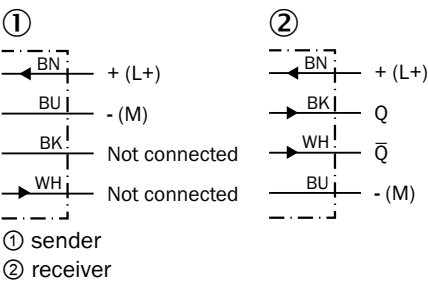 ①
BN + (L+)
BU - (M)
BK Not connected
WH Not connected
②
BN + (L+)
BK Q
WH Q̅
BU - (M)
① sender
② receiver